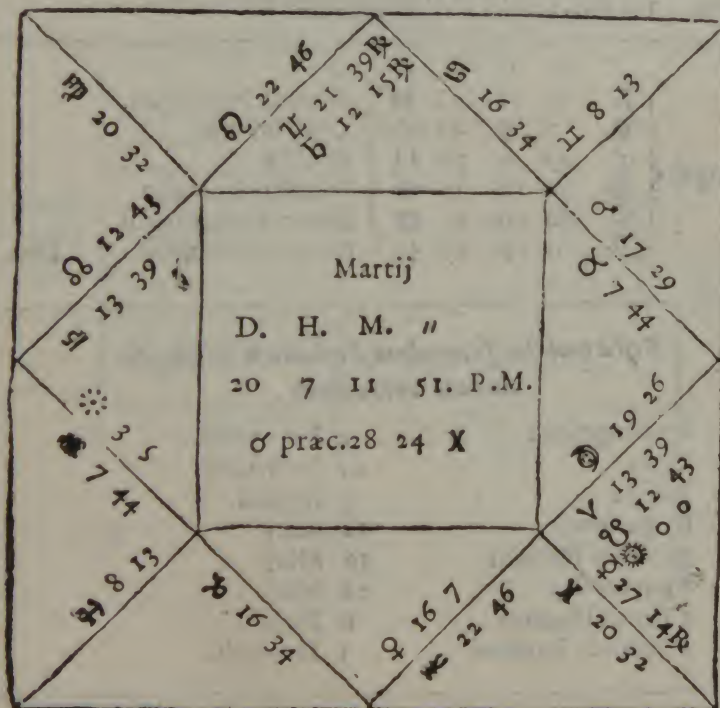 ♌ 22 46
♃ 21 39 ℞
♄ 12 15 ℞
♋ 16 34
♊ 8 13
♍ 20 32
♂ 17 29
♉ 7 44
☊ 12 43
♎ 13 39
Martij
D. H. M. "
20 7 11 51. P.M.
☌ præc. 28 24 ♓
3 5
7 44
8 13
♑ 16 34
♀ 16 7
22 46
☽ 19 26
♈ 13 39
☋ 12 43
☉ 0 0
☿ 27 14 ℞
♓ 20 32